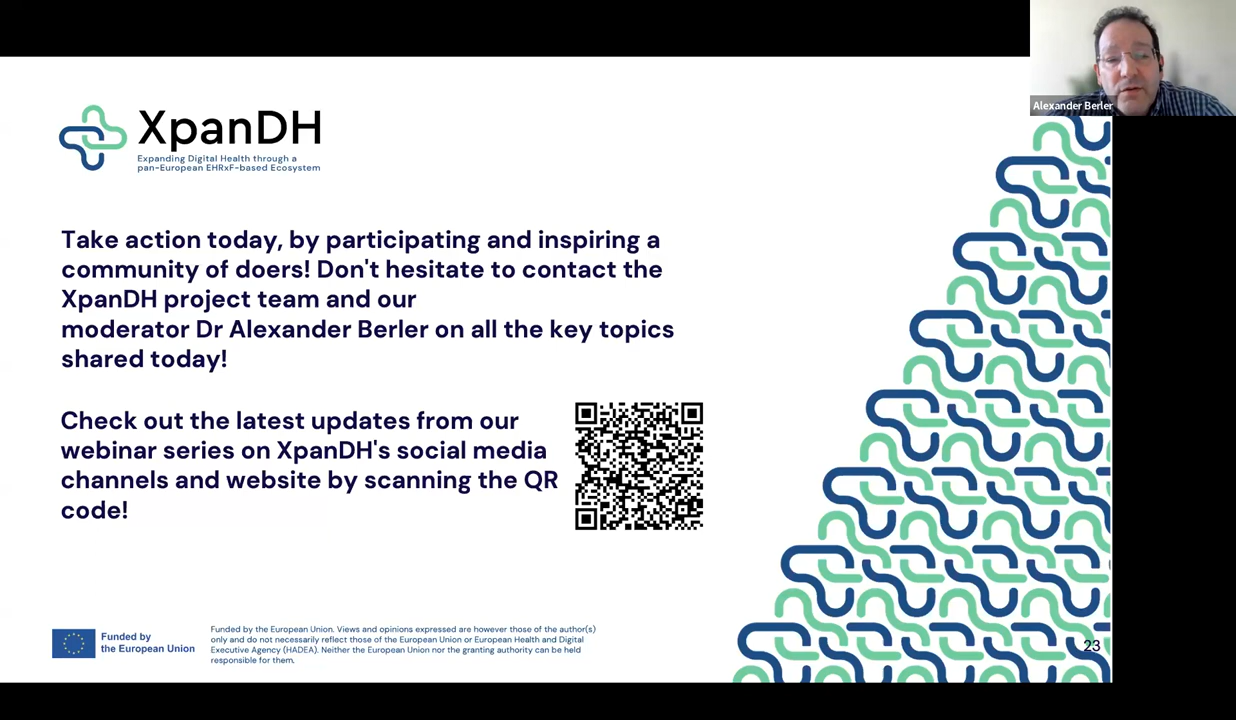 Alexander Berler
XpanDH
Expanding Digital Health through a
pan-European EHRxF-based Ecosystem
Take action today, by participating and inspiring a
community of doers! Don't hesitate to contact the
XpanDH project team and our
moderator Dr Alexander Berler on all the key topics
shared today!
Check out the latest updates from our
webinar series on XpanDH's social media
channels and website by scanning the QR
code!
Funded by
the European Union
Funded by the European Union. Views and opinions expressed are however those of the author(s)
only and do not necessarily reflect those of the European Union or European Health and Digital
Executive Agency (HADEA). Neither the European Union nor the granting authority can be held
responsible for them.
23